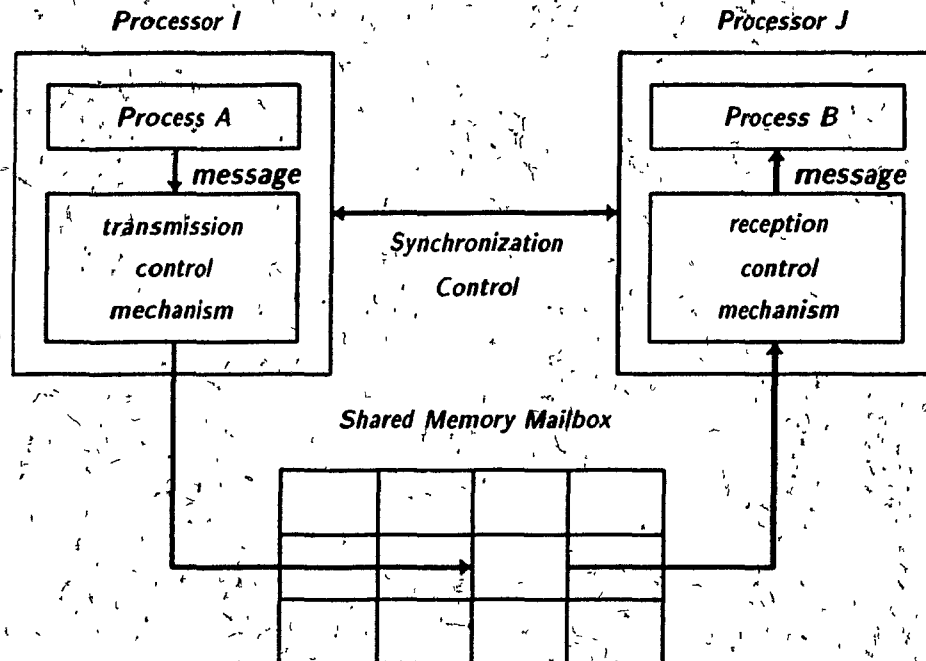 Processor I
Processor J
Process A
Process B
message
message
transmission
control
mechanism
Synchronization
Control
reception
control
mechanism
Shared Memory Mailbox